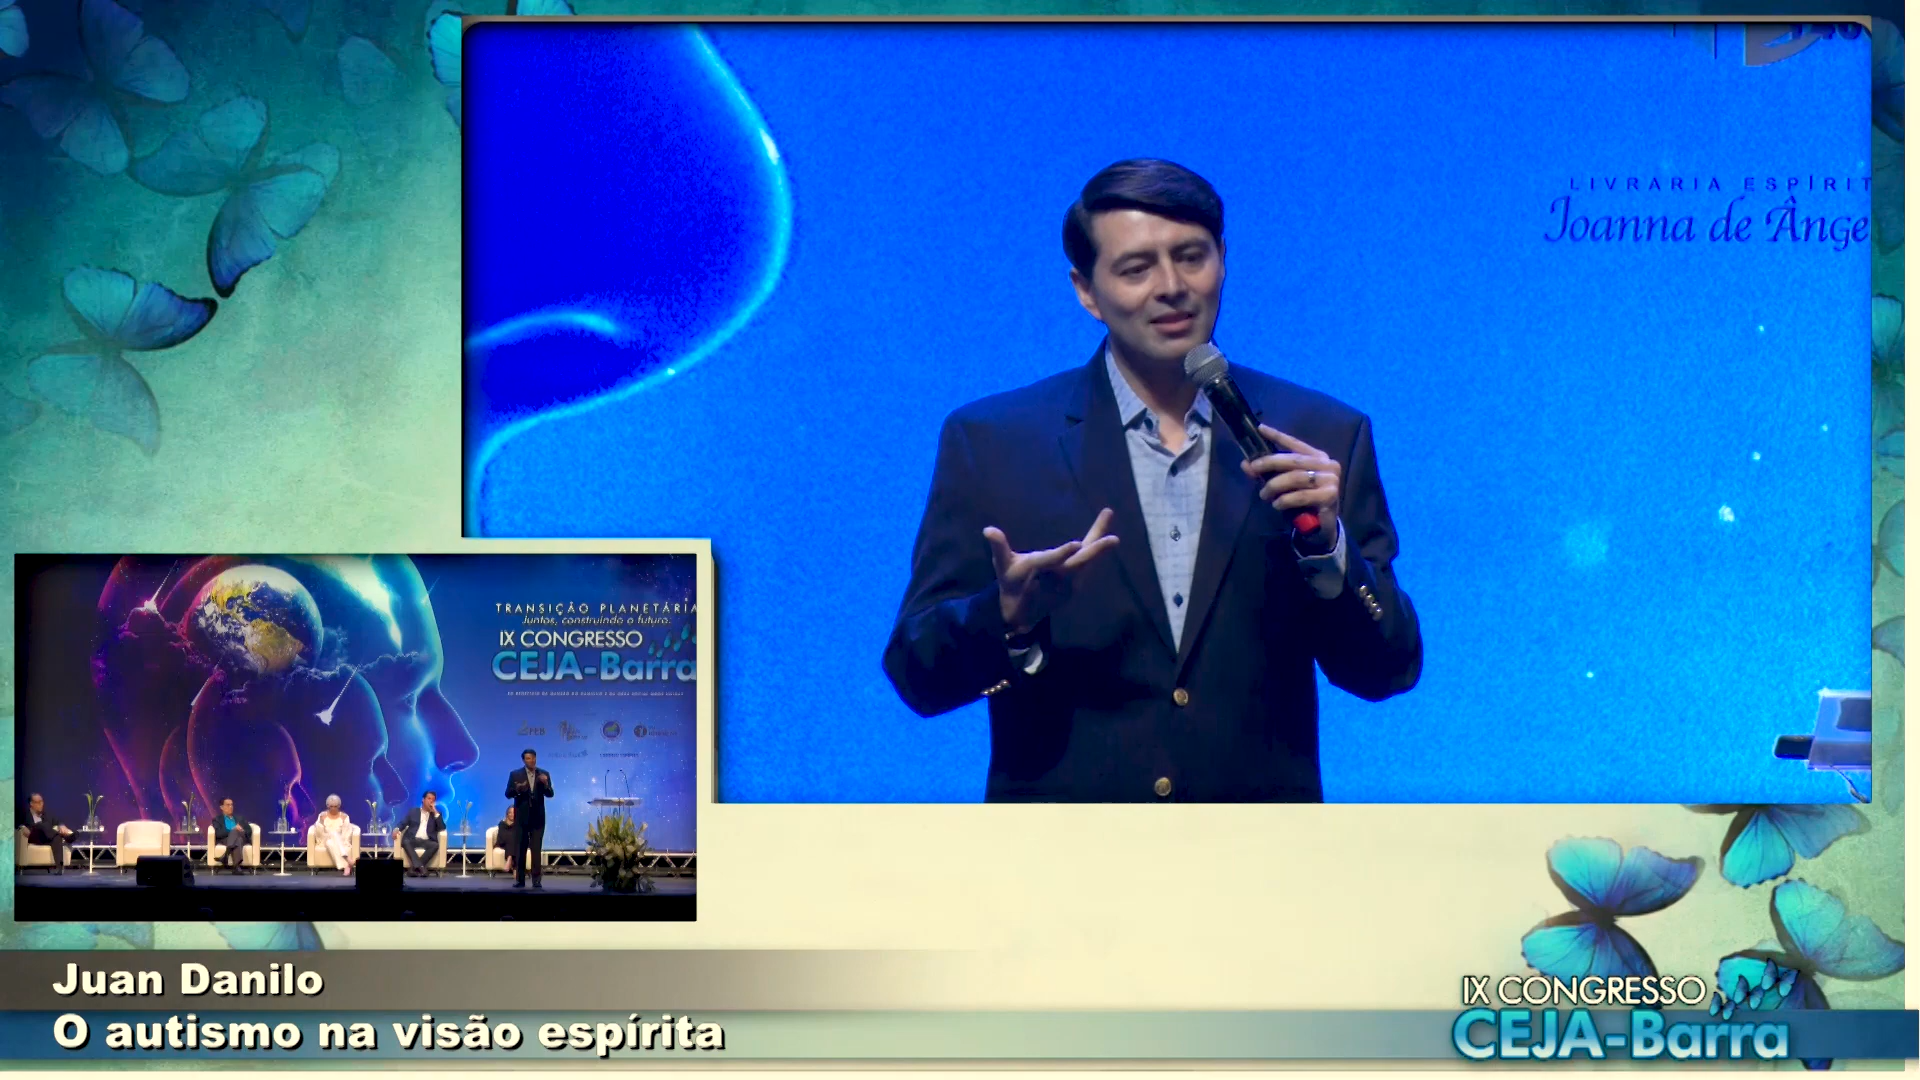 LIVRARIA ESPÍRIT
Joanna de Ânge
TRANSIÇÃO PLANETÁRIA
Juntos, construindo o futuro.
IX CONGRESSO
CEJA-Barra
FEB
Juan Danilo
O autismo na visão espírita
IX CONGRESSO
CEJA-Barra